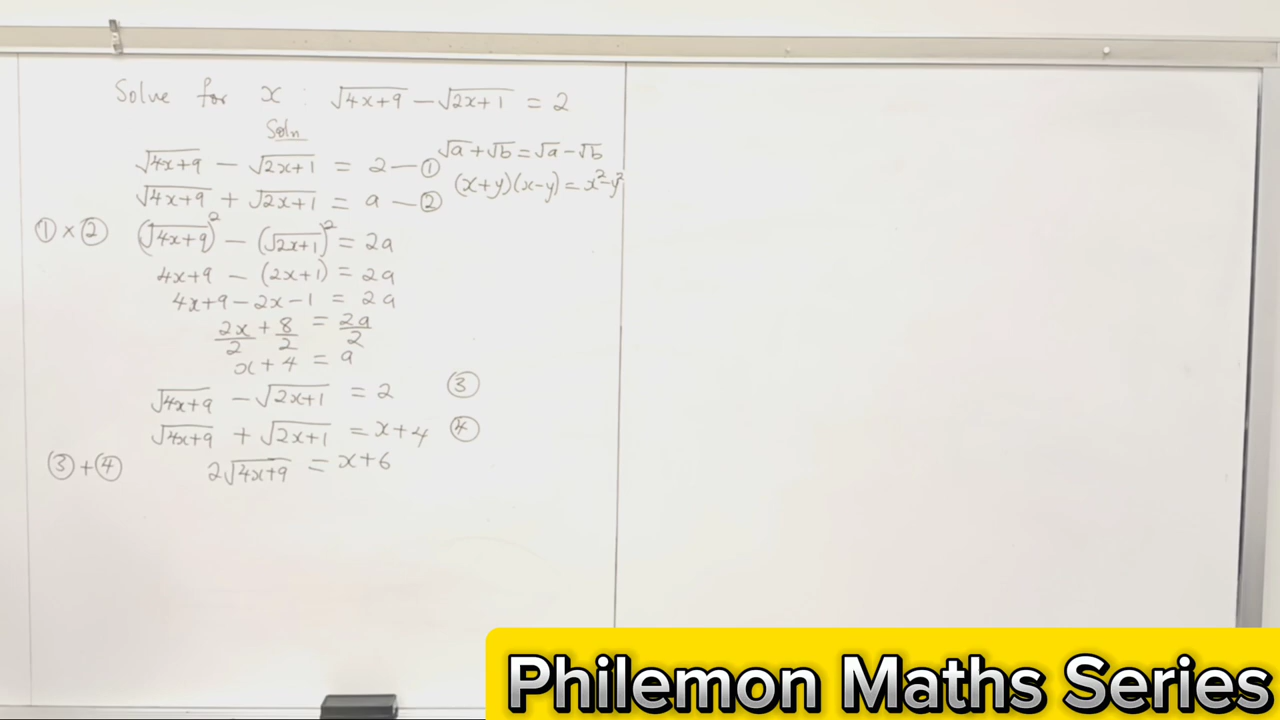 Solve for x : √4x+9 − √2x+1 = 2
Soln
√4x+9 − √2x+1 = 2 — ①
√a + √b = √a − √b
√4x+9 + √2x+1 = a — ②
(x+y)(x−y) = x²−y²
① × ② (√4x+9)² − (√2x+1)² = 2a
4x+9 − (2x+1) = 2a
4x+9 − 2x − 1 = 2a
2x/2 + 8/2 = 2a/2
x + 4 = a
√4x+9 − √2x+1 = 2 ③
√4x+9 + √2x+1 = x+4 ④
③ + ④ 2√4x+9 = x+6
Philemon Maths Series